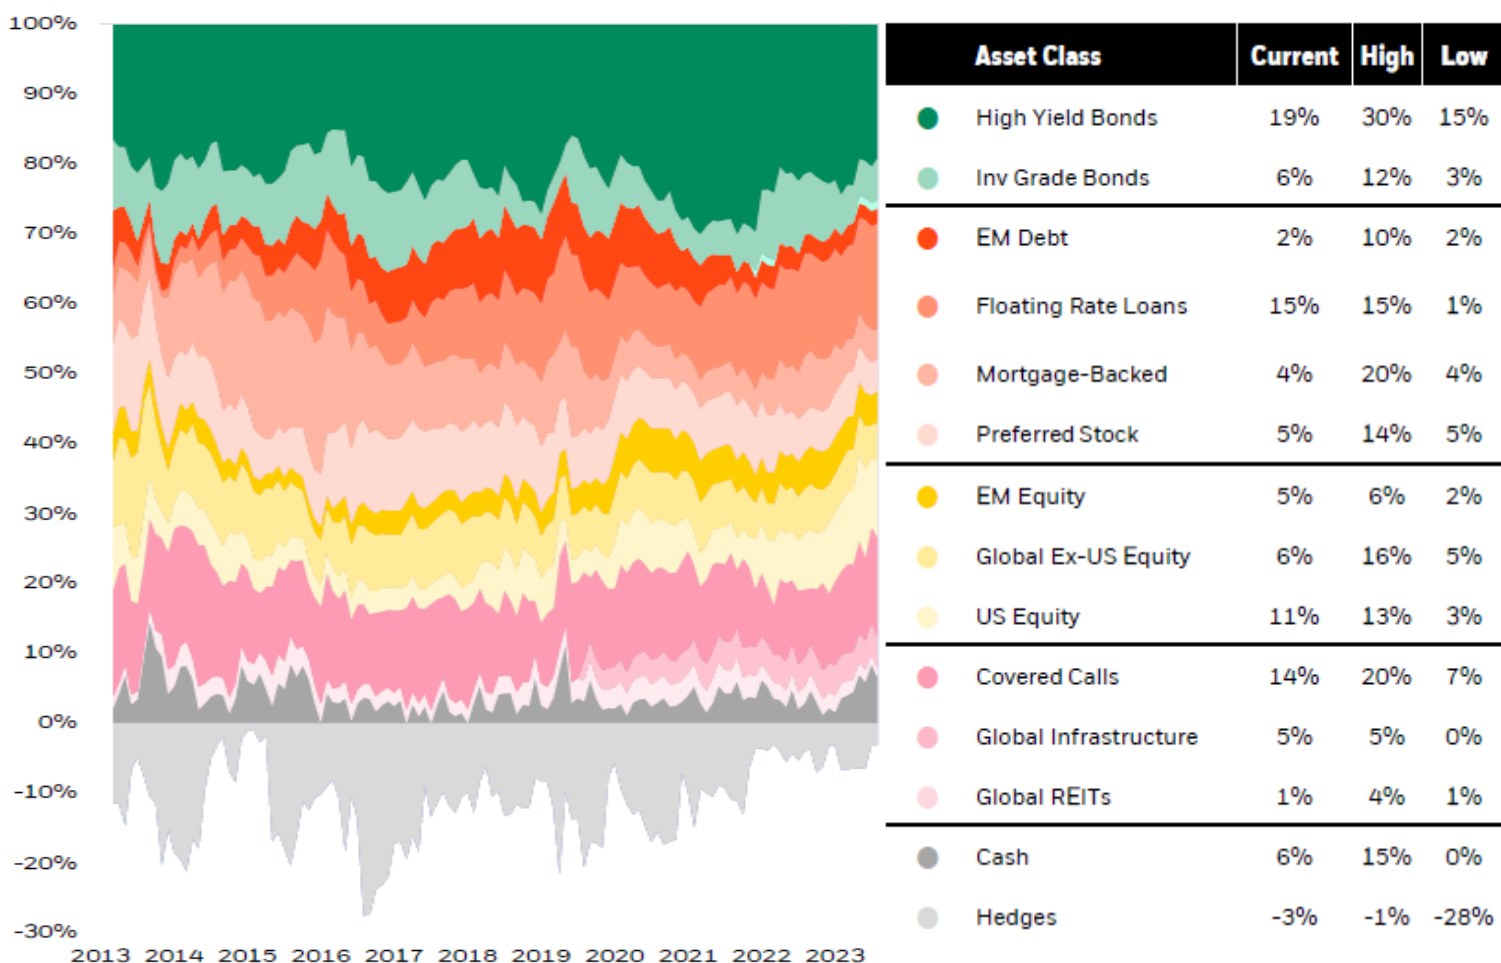 100%
90%
80%
70%
60%
50%
40%
30%
20%
10%
0%
-10%
-20%
-30%
2013 2014 2015 2016 2017 2018 2019 2020 2021 2022 2023
Asset Class Current High Low
High Yield Bonds 19% 30% 15%
Inv Grade Bonds 6% 12% 3%
EM Debt 2% 10% 2%
Floating Rate Loans 15% 15% 1%
Mortgage-Backed 4% 20% 4%
Preferred Stock 5% 14% 5%
EM Equity 5% 6% 2%
Global Ex-US Equity 6% 16% 5%
US Equity 11% 13% 3%
Covered Calls 14% 20% 7%
Global Infrastructure 5% 5% 0%
Global REITs 1% 4% 1%
Cash 6% 15% 0%
Hedges -3% -1% -28%